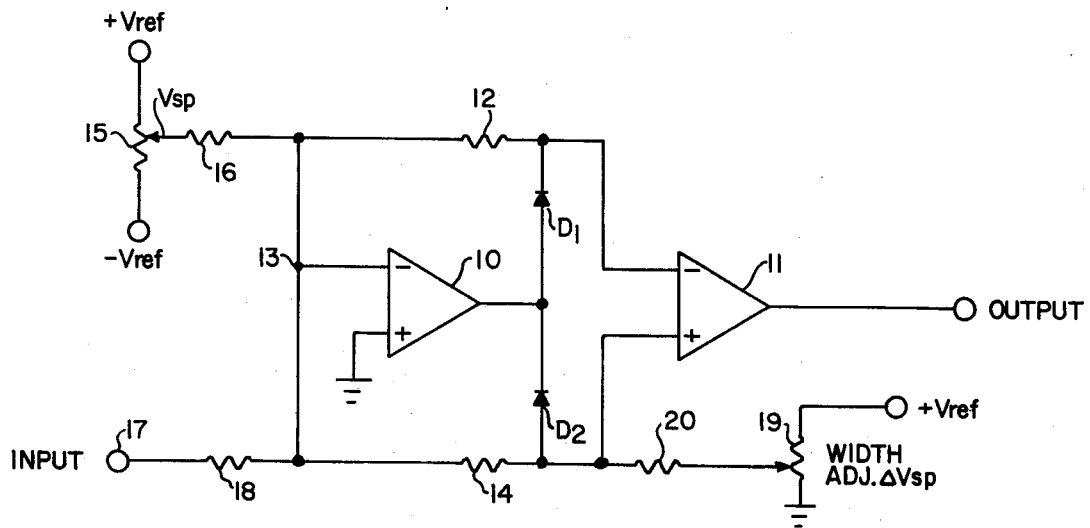 +Vref
Vsp
15
16
-Vref
12
D1
13
10
11
OUTPUT
D2
20
19
+Vref
WIDTH
ADJ. ΔVsp
INPUT
17
18
14
- 
+
-
+